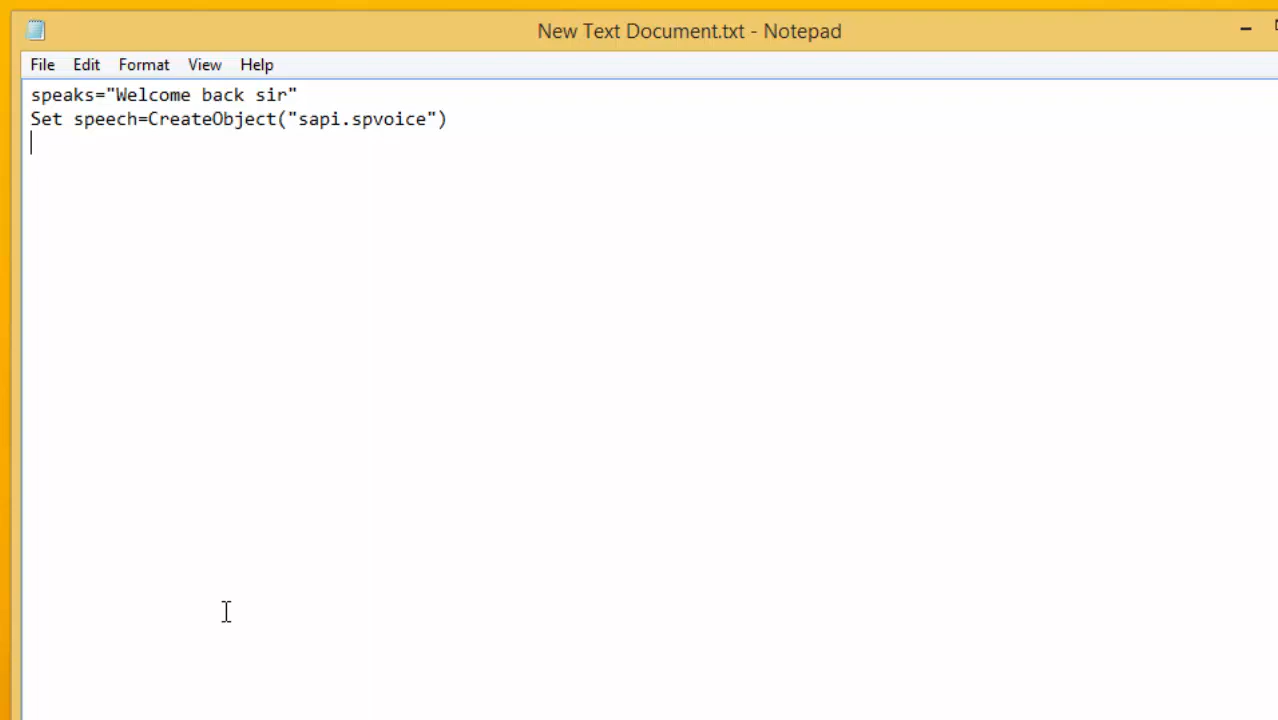 New Text Document.txt - Notepad
File Edit Format View Help
speaks="Welcome back sir"
Set speech=CreateObject("sapi.spvoice")